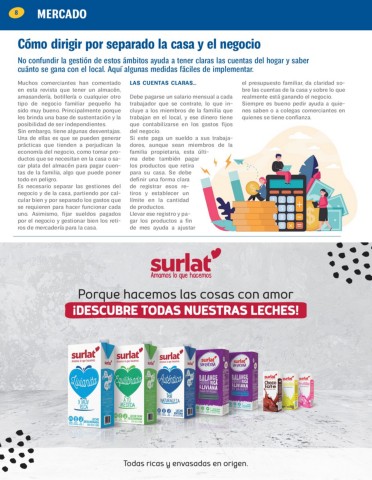 8
MERCADO
Cómo dirigir por separado la casa y el negocio
No confundir la gestión de estos ámbitos ayuda a tener claras las cuentas del hogar y saber
cuánto se gana con el local. Aquí algunas medidas fáciles de implementar.
Muchos comerciantes han comentado
en esta revista que tener un almacén,
amasandería, botillería o cualquier otro
tipo de negocio familiar pequeño ha
sido muy bueno. Principalmente porque
les brinda una base de sustentación y la
posibilidad de ser independientes.
Sin embargo, tiene algunas desventajas.
Una de ellas es que se pueden generar
prácticas que tienden a perjudican la
economía del negocio, como tomar pro-
ductos que se necesitan en la casa o sa-
car plata del almacén para pagar cuen-
tas de la familia, algo que puede poner
todo en peligro.
Es necesario separar las gestiones del
negocio y de la casa, partiendo por cal-
cular bien y por separado los gastos que
se requieren para hacer funcionar cada
uno. Asimismo, fijar sueldos pagados
por el negocio y gestionar bien los reti-
ros de mercadería para la casa.
LAS CUENTAS CLARAS..
Debe pagarse un salario mensual a cada
trabajador que se contrate, lo que in-
cluye a los miembros de la familia que
trabajen en el local, y ese dinero tiene
que contabilizarse en los gastos fijos
del negocio.
Si este paga un sueldo a sus trabaja-
dores, aunque sean miembros de la
familia propietaria, esta últi-
ma debe también pagar
los productos que retira
para su casa. Se debe
definir una forma clara
de registrar esos re-
tiros y establecer un
límite en la cantidad
de productos.
Llevar ese registro y pa-
gar los productos a fin
de mes ayuda a ajustar
el presupuesto familiar, da claridad so-
bre las cuentas de la casa y sobre lo que
realmente está ganando el negocio.
Siempre es bueno pedir ayuda a quie-
nes saben o a colegas comerciantes en
quienes se tiene confianza.
surlat
Amamos lo que hacemos
Porque hacemos las cosas con amor
¡DESCUBRE TODAS NUESTRAS LECHES!
surlat
surlat
surlat
surlat
surlat
Livianita
Equilibrada
Auténtica
BALANCE
BALANCE
Todas ricas y envasadas en origen.